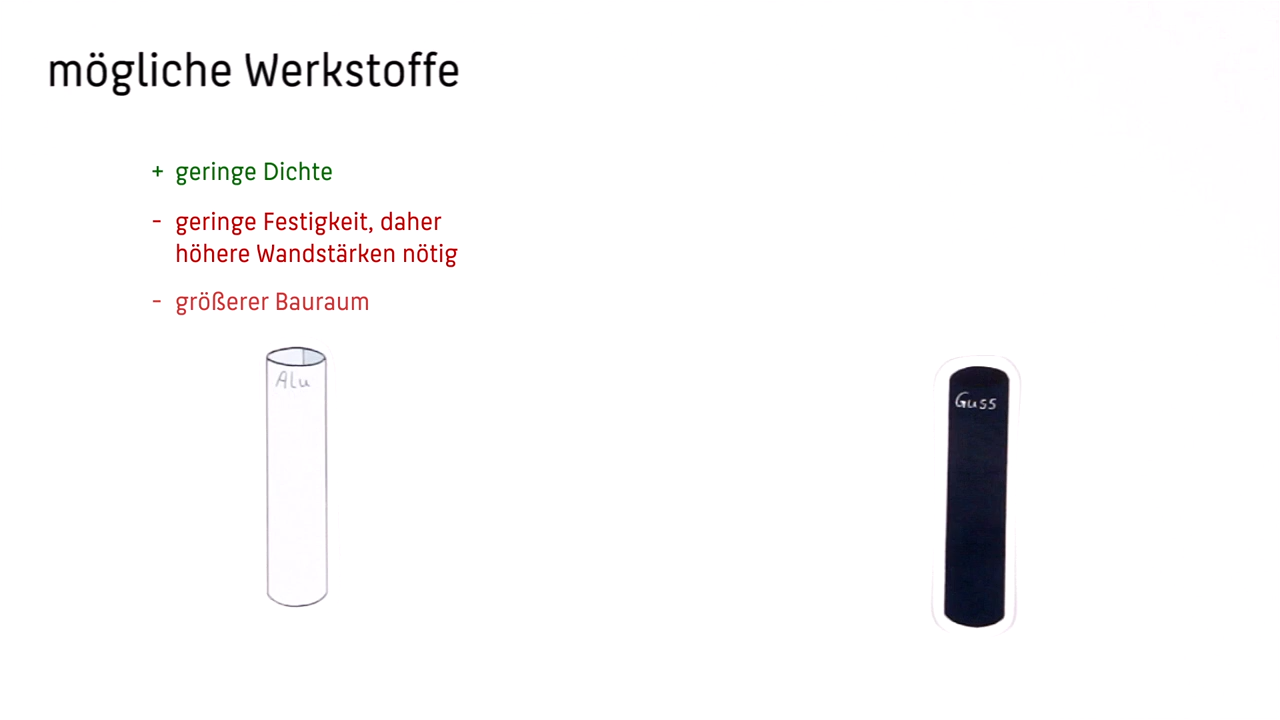 mögliche Werkstoffe
+ geringe Dichte
- geringe Festigkeit, daher
höhere Wandstärken nötig
- größerer Bauraum
Alu
Guss